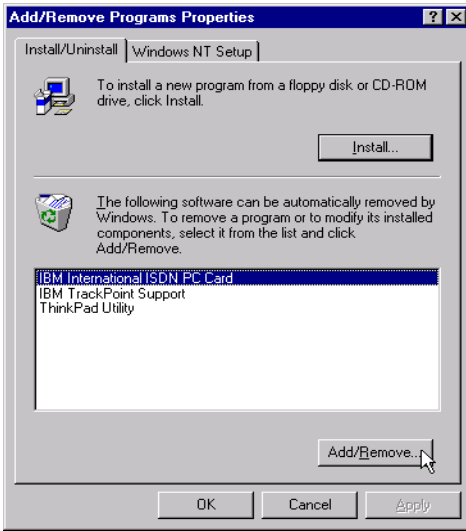 Add/Remove Programs Properties
Install/Uninstall
Windows NT Setup
To install a new program from a floppy disk or CD-ROM
drive, click Install.
Install...
The following software can be automatically removed by
Windows. To remove a program or to modify its installed
components, select it from the list and click
Add/Remove.
IBM International ISDN PC Card
IBM TrackPoint Support
ThinkPad Utility
Add/Remove...
OK
Cancel
Apply